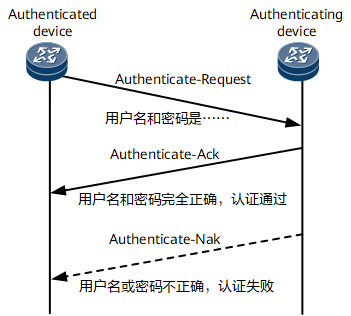 Authenticated
device
Authenticating
device
Authenticate-Request
用户名和密码是……
Authenticate-Ack
用户名和密码完全正确，认证通过
Authenticate-Nak
用户名或密码不正确，认证失败